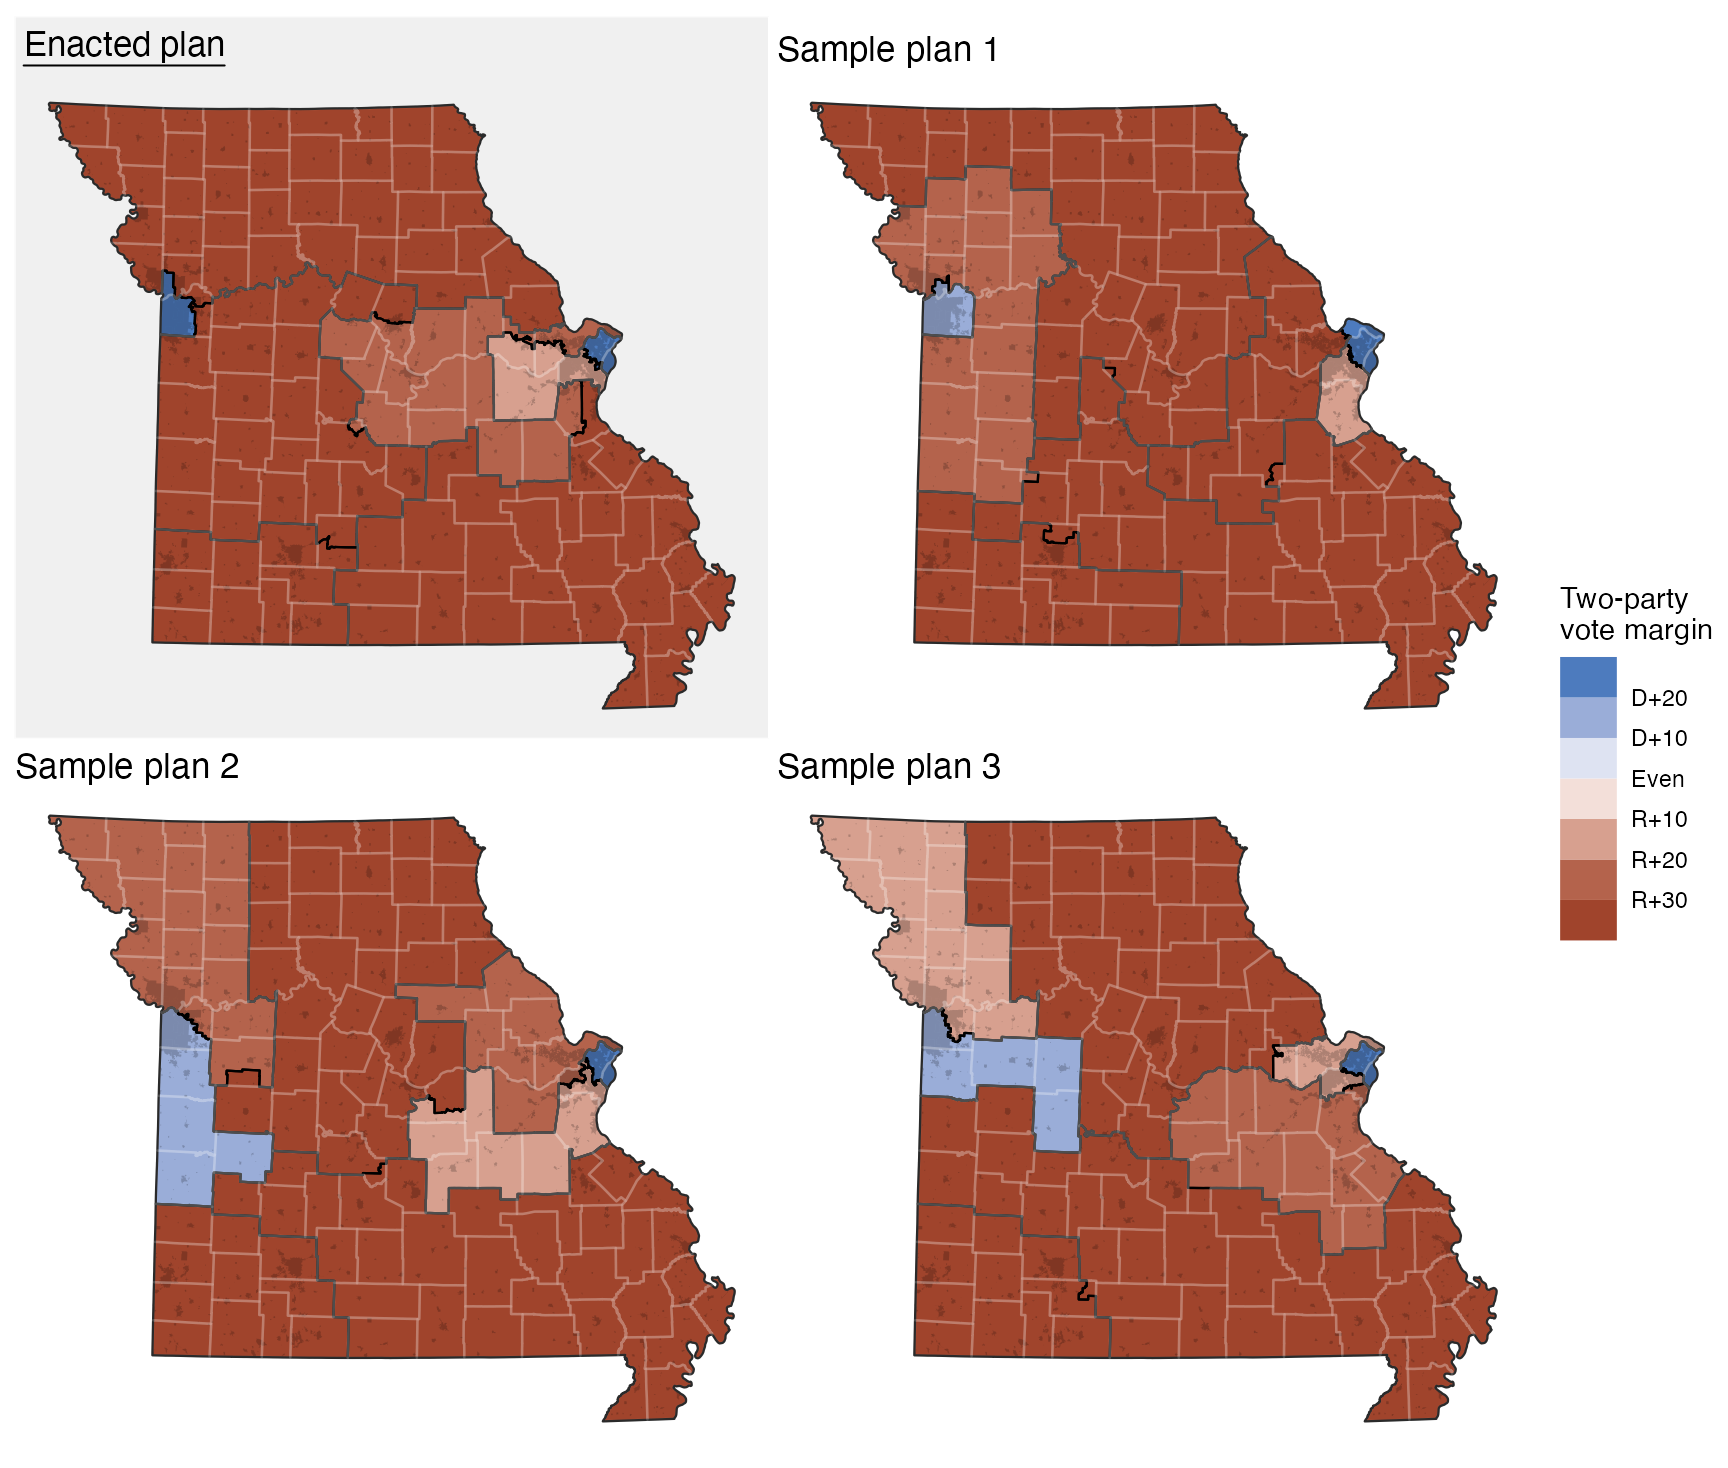 Enacted plan
Sample plan 1
Two-party
vote margin
D+20
D+10
Even
R+10
R+20
R+30
Sample plan 2
Sample plan 3